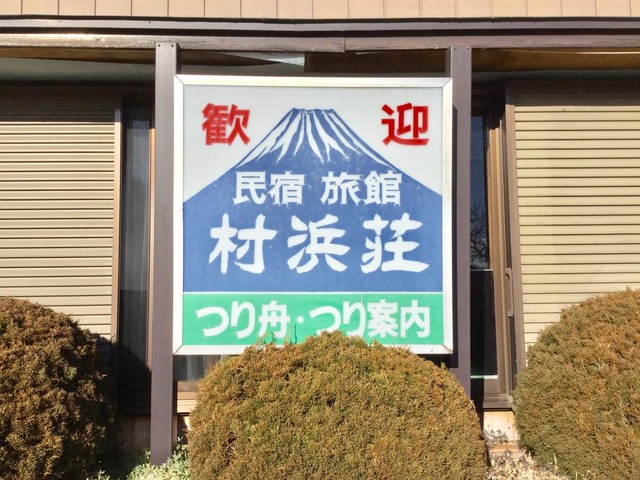 歓迎
民宿 旅館
村浜荘
つり舟・つり案内